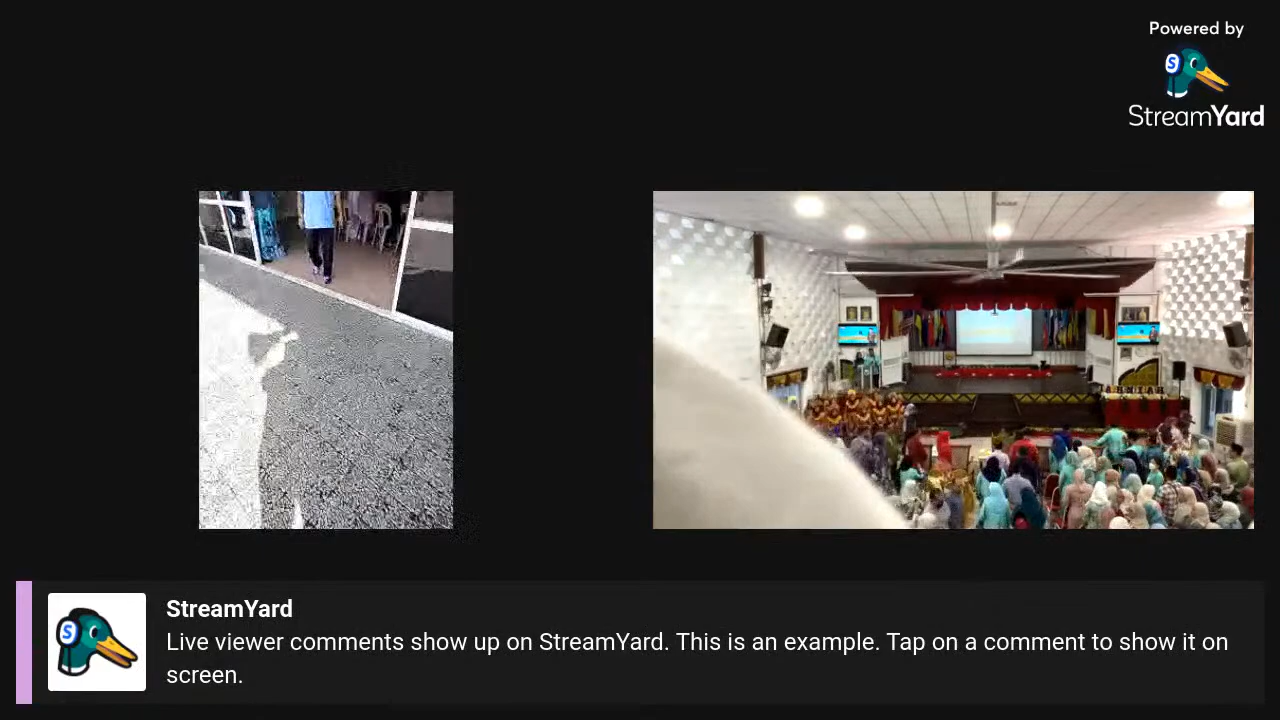 Powered by
StreamYard
StreamYard
Live viewer comments show up on StreamYard. This is an example. Tap on a comment to show it on
screen.